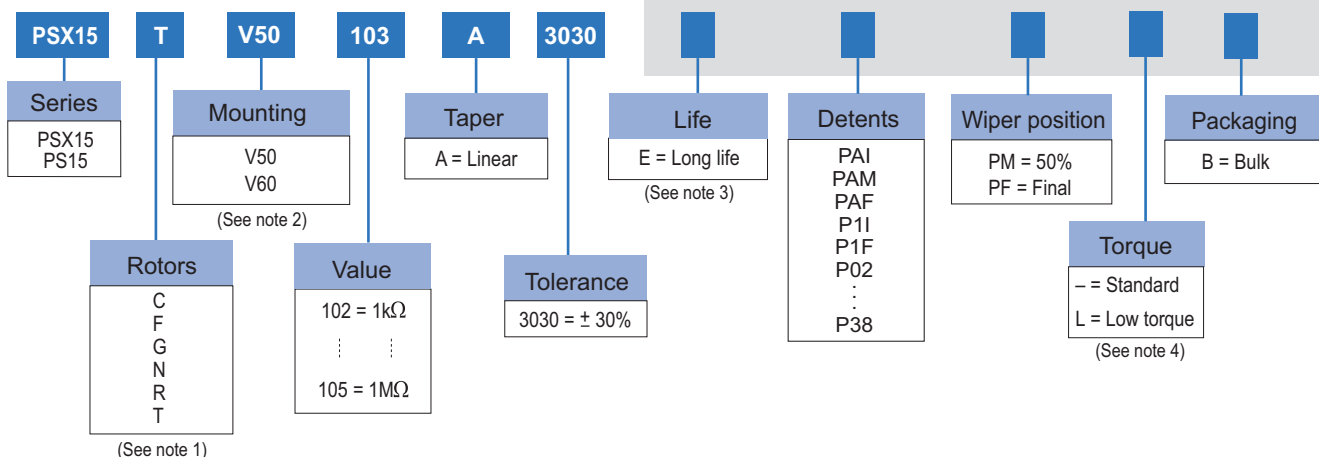 PSX15 T V50 103 A 3030
Series
PSX15
PS15
Mounting
V50
V60
(See note 2)
Taper
A = Linear
Life
E = Long life
(See note 3)
Detents
PAI
PAM
PAF
P1I
P1F
P02
:
P38
Wiper position
PM = 50%
PF = Final
Packaging
B = Bulk
Rotors
C
F
G
N
R
T
(See note 1)
Value
102 = 1kΩ
105 = 1MΩ
Tolerance
3030 = ± 30%
Torque
– = Standard
L = Low torque
(See note 4)